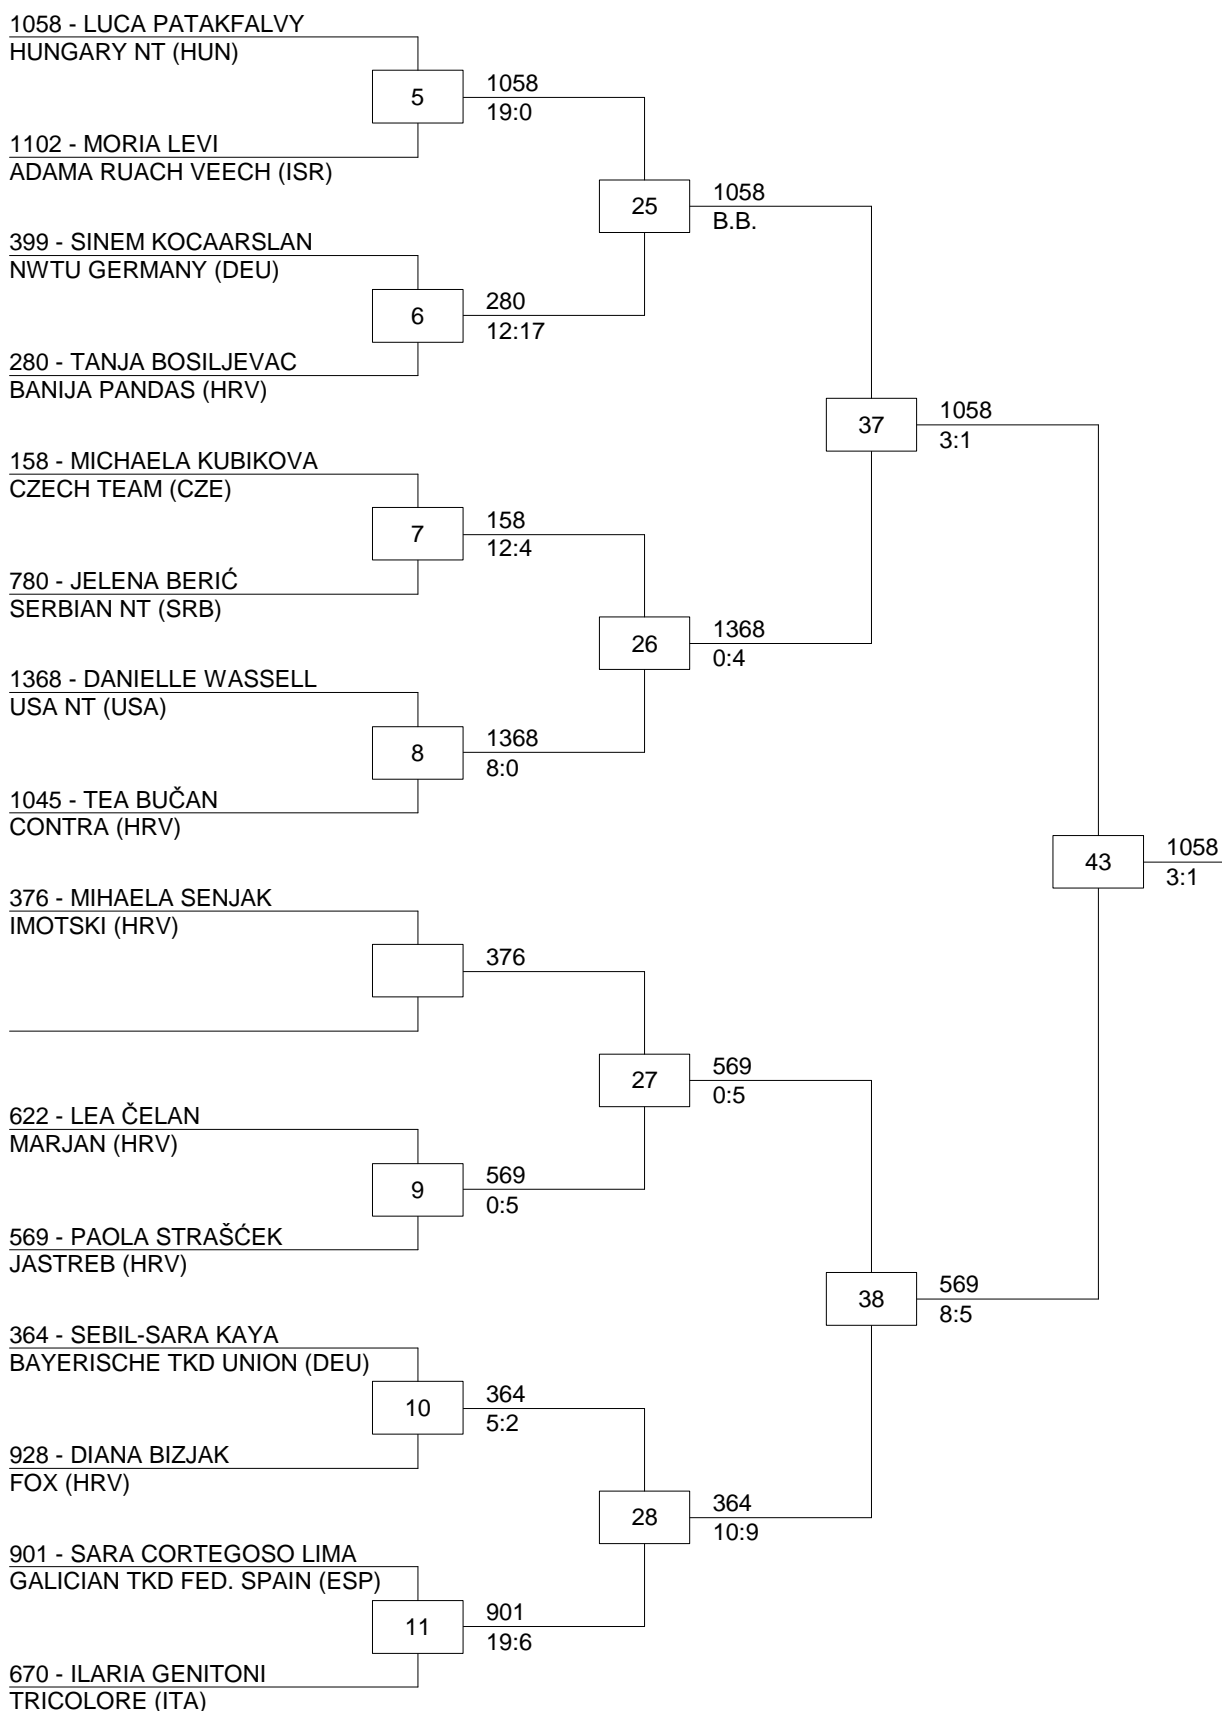 1058 - LUCA PATAKFALVY
HUNGARY NT (HUN)
5
1058
19:0
1102 - MORIA LEVI
ADAMA RUACH VEECH (ISR)
25
1058
B.B.
399 - SINEM KOCAARSLAN
NWTU GERMANY (DEU)
6
280
12:17
280 - TANJA BOSILJEVAC
BANIJA PANDAS (HRV)
37
1058
3:1
158 - MICHAELA KUBIKOVA
CZECH TEAM (CZE)
7
158
12:4
780 - JELENA BERIĆ
SERBIAN NT (SRB)
26
1368
0:4
1368 - DANIELLE WASSELL
USA NT (USA)
8
1368
8:0
1045 - TEA BUČAN
CONTRA (HRV)
43
1058
3:1
376 - MIHAELA SENJAK
IMOTSKI (HRV)
376
27
569
0:5
622 - LEA ČELAN
MARJAN (HRV)
9
569
0:5
569 - PAOLA STRAŠĆEK
JASTREB (HRV)
38
569
8:5
364 - SEBIL-SARA KAYA
BAYERISCHE TKD UNION (DEU)
10
364
5:2
928 - DIANA BIZJAK
FOX (HRV)
28
364
10:9
901 - SARA CORTEGOSO LIMA
GALICIAN TKD FED. SPAIN (ESP)
11
901
19:6
670 - ILARIA GENITONI
TRICOLORE (ITA)